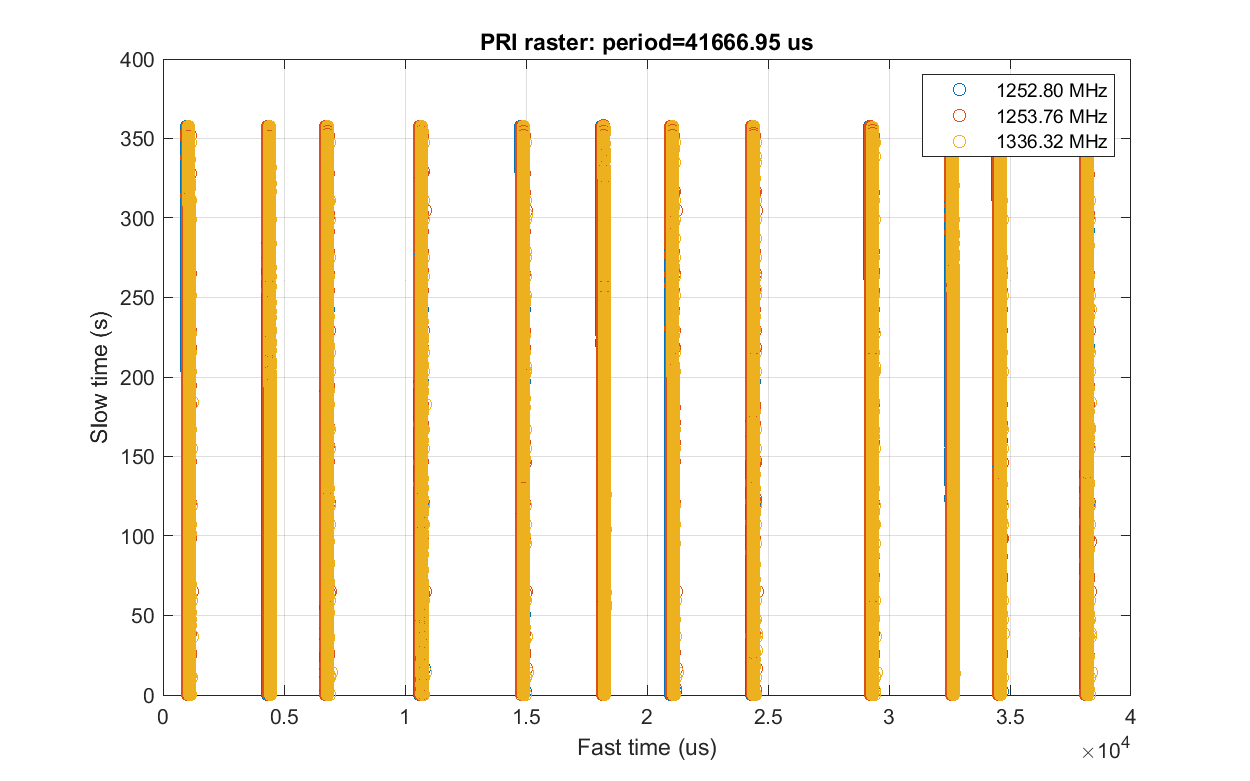 PRI raster: period=41666.95 us
400
350
300
250
200
150
100
50
0
Slow time (s)
1252.80 MHz
1253.76 MHz
1336.32 MHz
0 0.5 1 1.5 2 2.5 3 3.5 4
Fast time (us)
×10^4